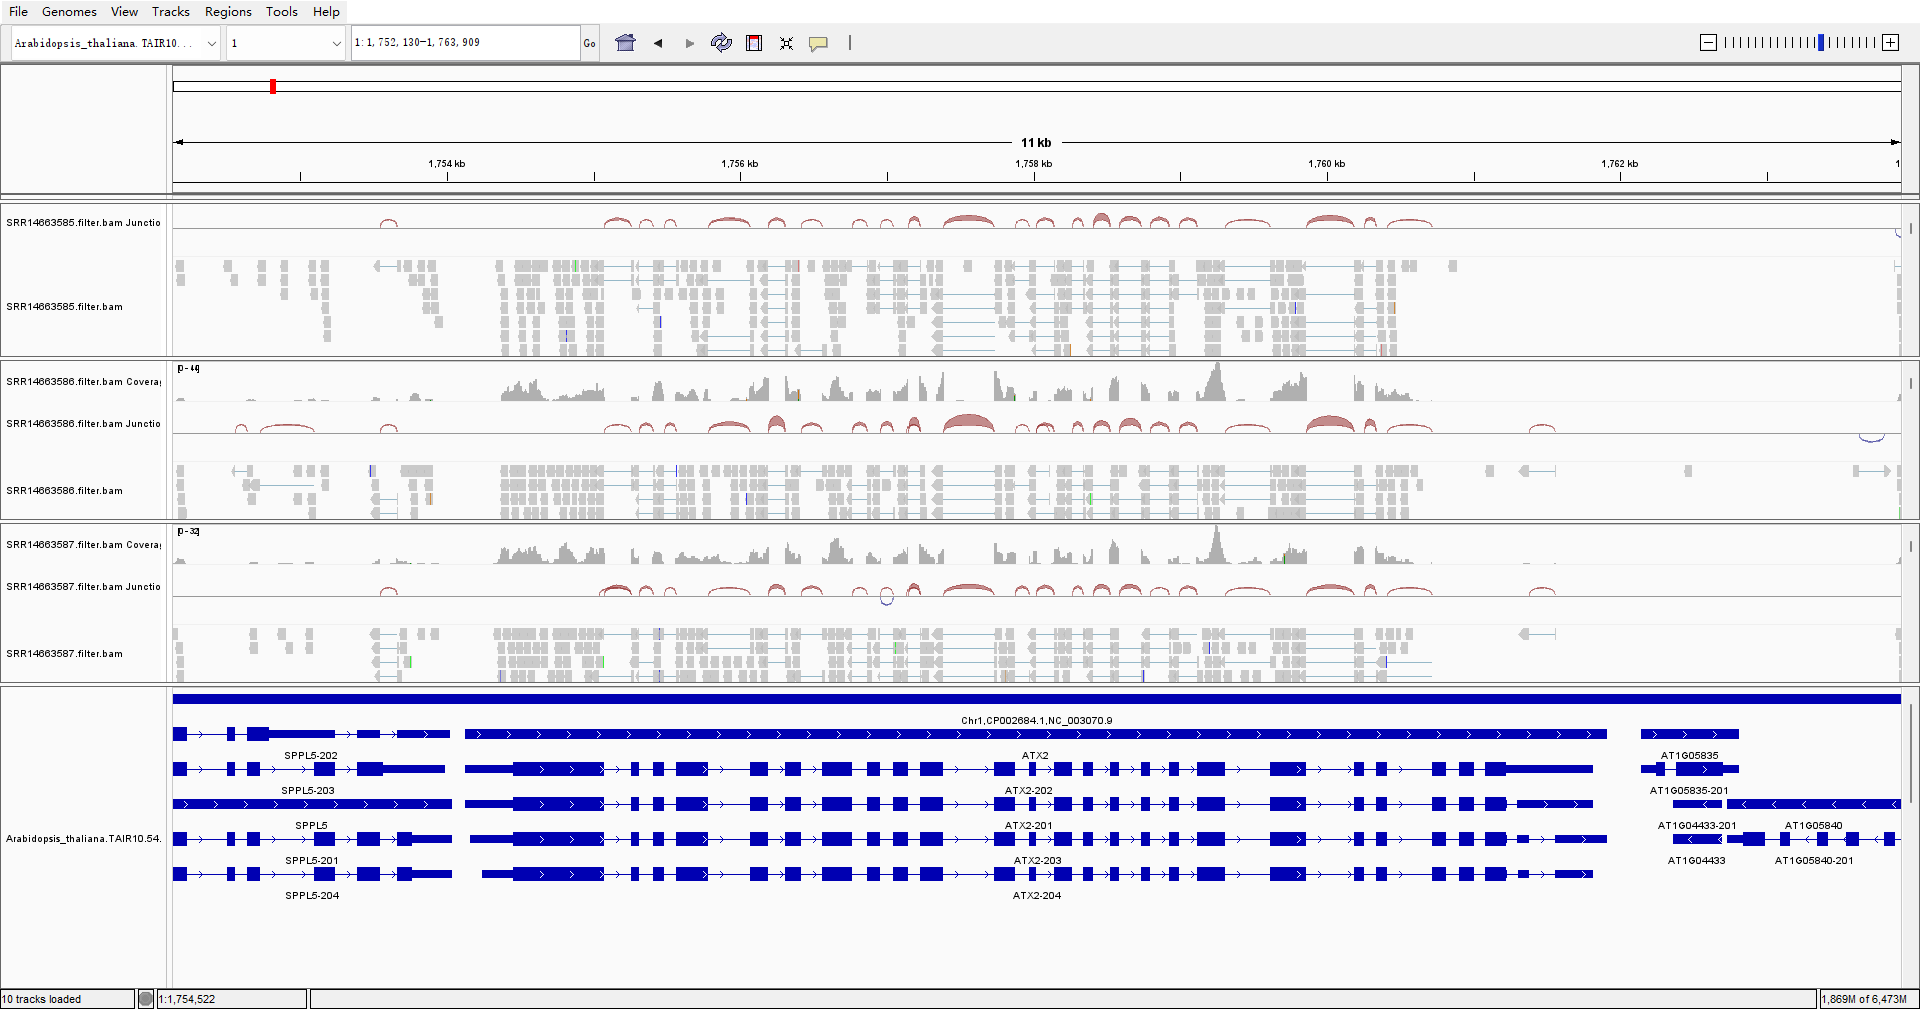 File Genomes View Tracks Regions Tools Help
Arabidopsis_thaliana.TAIR10... 1 1:1,752,130-1,763,909 Go
11 kb
1,754 kb 1,756 kb 1,758 kb 1,760 kb 1,762 kb 1
SRR14663585.filter.bam Junctio
SRR14663585.filter.bam
[0-44]
SRR14663586.filter.bam Covera
SRR14663586.filter.bam Junctio
SRR14663586.filter.bam
[0-32]
SRR14663587.filter.bam Covera
SRR14663587.filter.bam Junctio
SRR14663587.filter.bam
Chr1,CP002684.1,NC_003070.9
SPPL5-202 ATX2 AT1G05835
SPPL5-203 ATX2-202 AT1G05835-201
SPPL5 ATX2-201 AT1G04433-201 AT1G05840
Arabidopsis_thaliana.TAIR10.54.
SPPL5-201 ATX2-203 AT1G04433 AT1G05840-201
SPPL5-204 ATX2-204
10 tracks loaded 1:1,754,522 1,869M of 6,473M